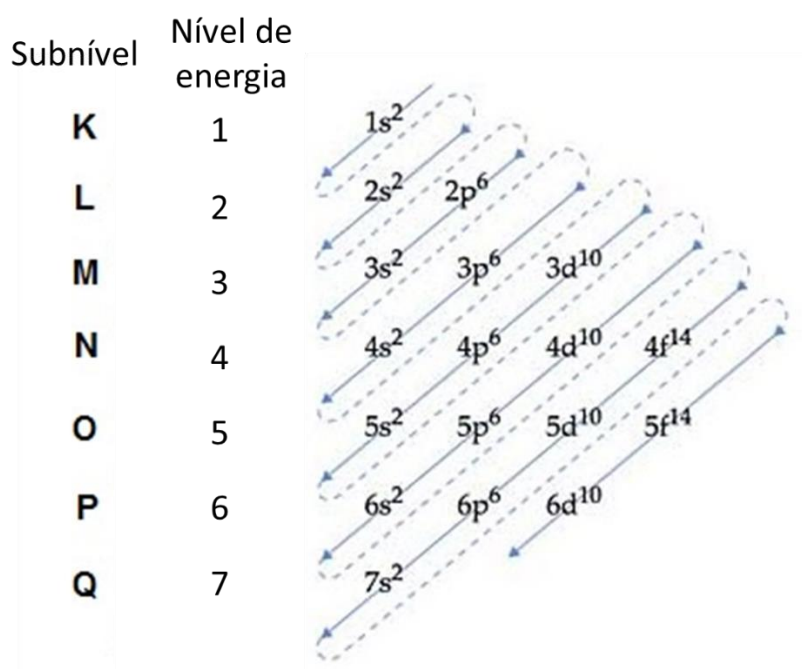 Subnível Nível de
energia
K 1 1s²
L 2 2s² 2p⁶
M 3 3s² 3p⁶ 3d¹⁰
N 4 4s² 4p⁶ 4d¹⁰ 4f¹⁴
O 5 5s² 5p⁶ 5d¹⁰ 5f¹⁴
P 6 6s² 6p⁶ 6d¹⁰
Q 7 7s²